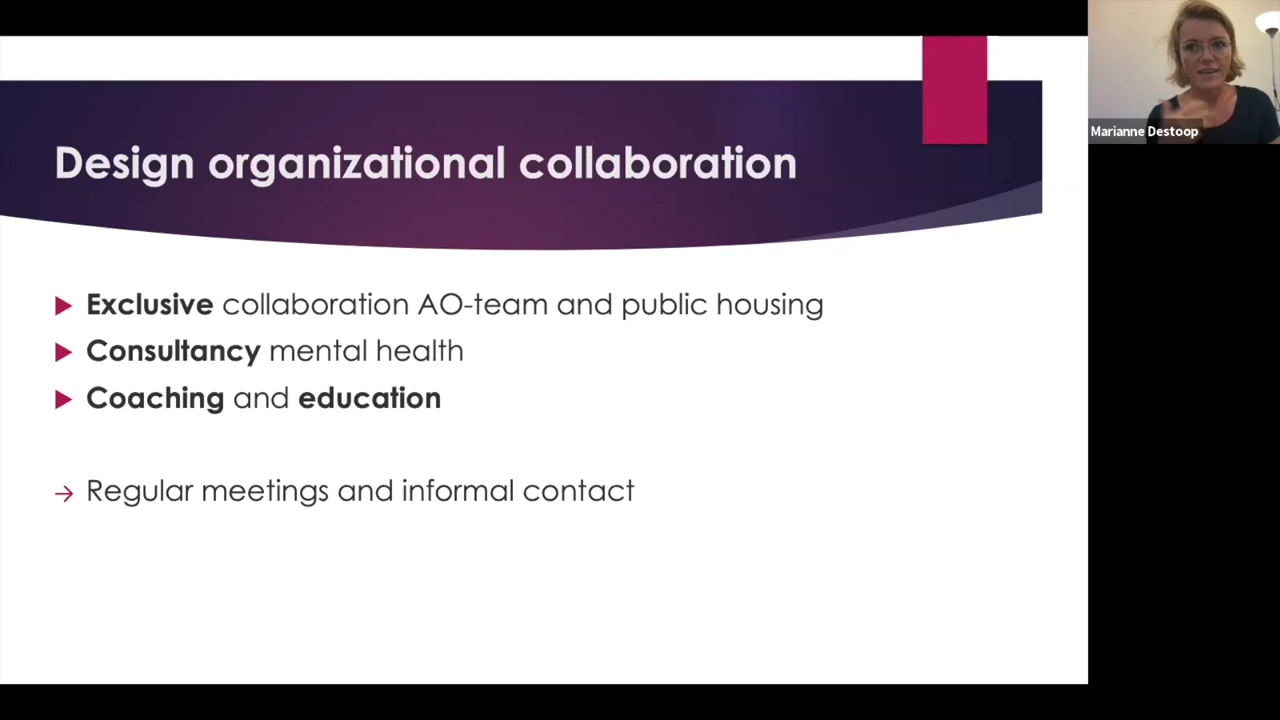 Design organizational collaboration
Exclusive collaboration AO-team and public housing
Consultancy mental health
Coaching and education
→ Regular meetings and informal contact
Marianne Destoop